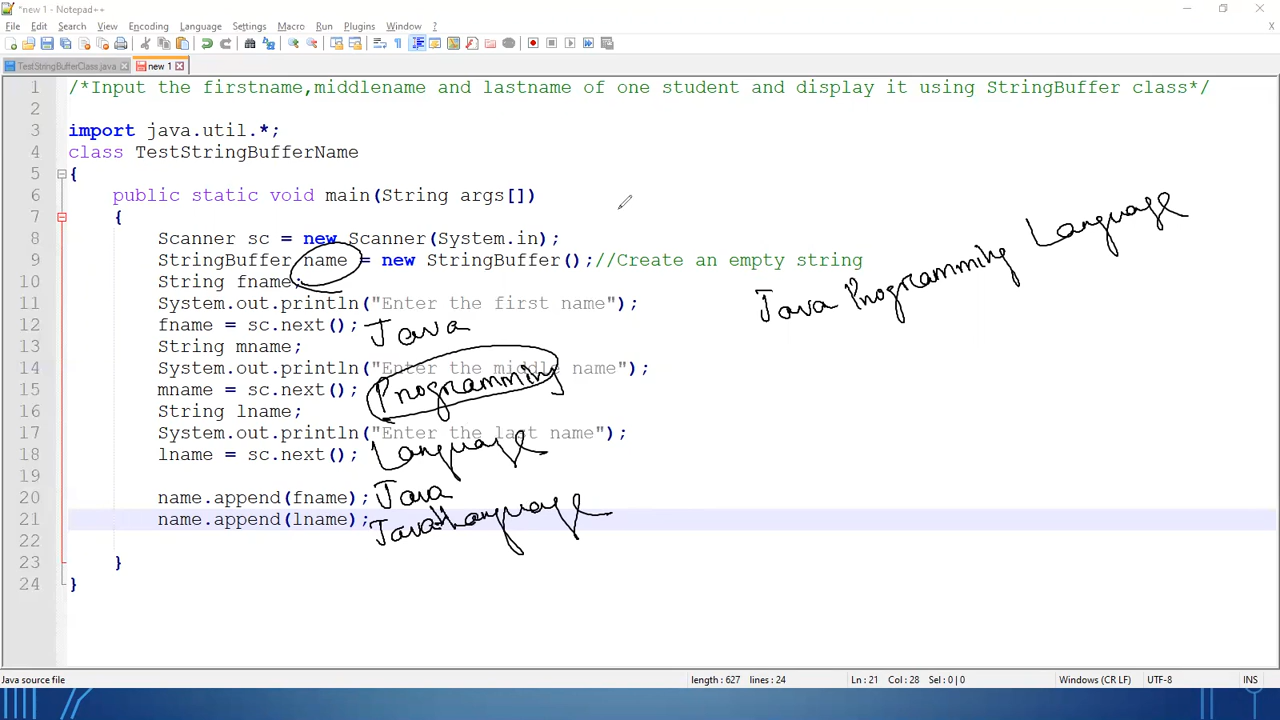 *new 1 - Notepad++
File Edit Search View Encoding Language Settings Macro Run Plugins Window ?
X
TestStringBufferClass.java new 1
1 /*Input the firstname,middlename and lastname of one student and display it using StringBuffer class*/
2
3 import java.util.*;
4 class TestStringBufferName
5 {
6 public static void main(String args[])
7 {
8 Scanner sc = new Scanner(System.in);
9 StringBuffer name = new StringBuffer();//Create an empty string
10 String fname;
11 System.out.println("Enter the first name");
12 fname = sc.next(); Java
13 String mname;
14 System.out.println("Enter the middle name");
15 mname = sc.next(); Programming
16 String lname;
17 System.out.println("Enter the last name");
18 lname = sc.next(); Language
19
20 name.append(fname); Java
21 name.append(lname); JavaLanguage
22
23 }
24 }
Java Programming Language
Java source file length : 627 lines : 24 Ln : 21 Col : 28 Sel : 0 | 0 Windows (CR LF) UTF-8 INS